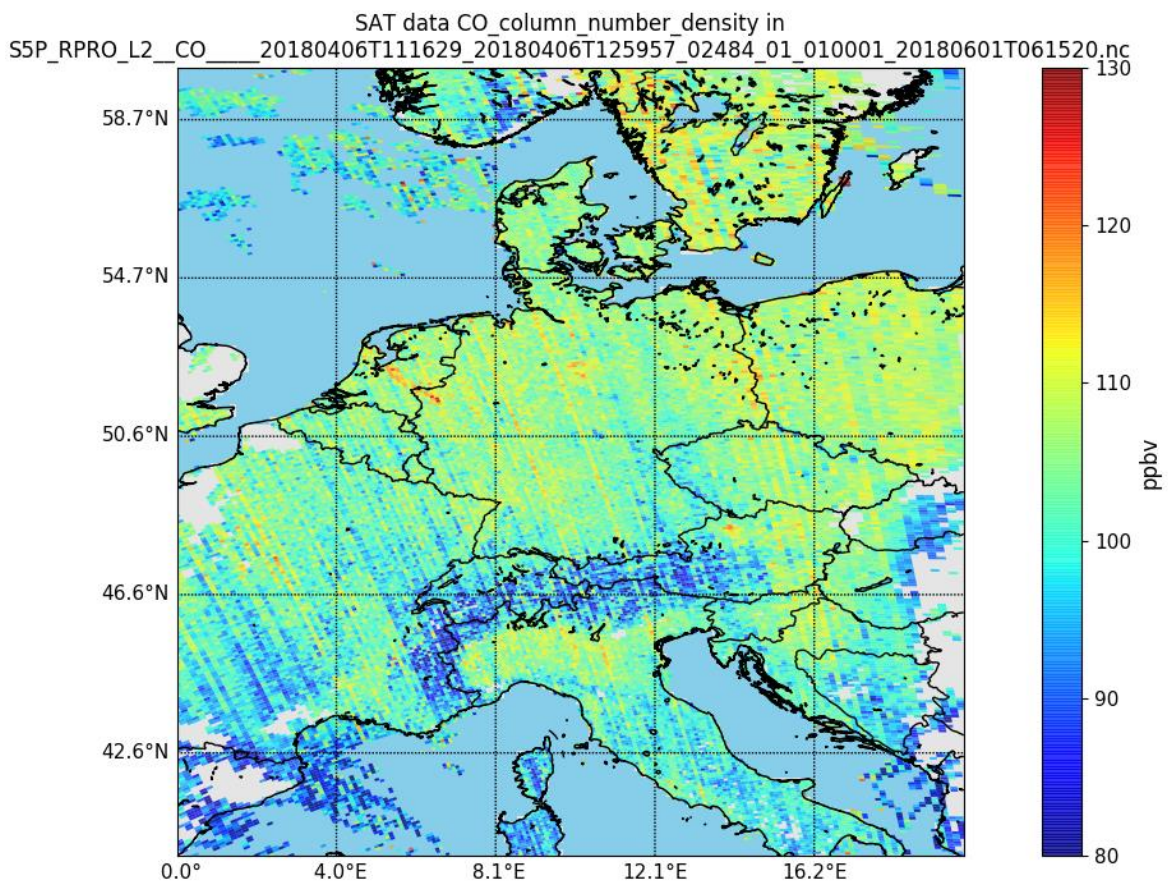 SAT data CO_column_number_density in
S5P_RPRO_L2__CO_____20180406T111629_20180406T125957_02484_01_010001_20180601T061520.nc
130
58.7°N
120
54.7°N
110
50.6°N
ppbv
100
46.6°N
90
42.6°N
80
0.0°
4.0°E
8.1°E
12.1°E
16.2°E